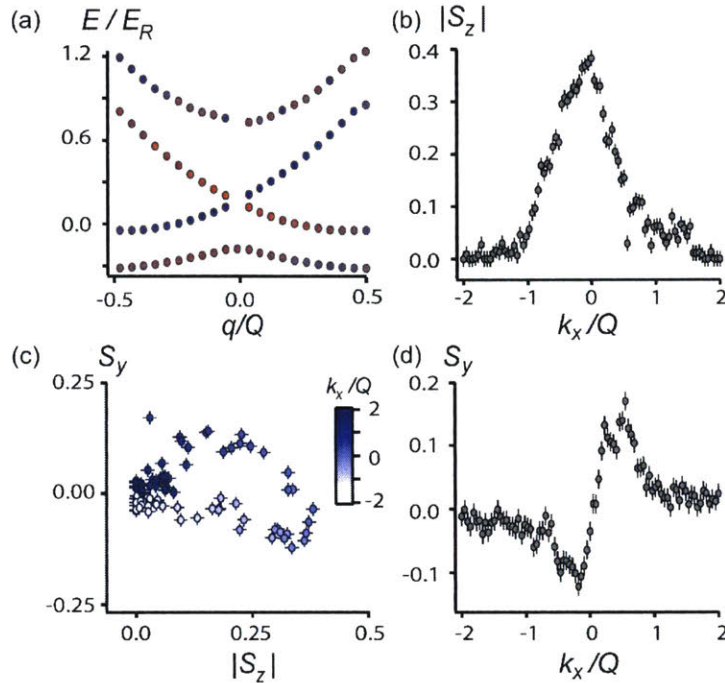 (a) E / E_R
1.2
0.6
0.0
-0.5 0.0 0.5
q/Q
(b) |S_z|
0.4
0.3
0.2
0.1
0.0
-2 -1 0 1 2
k_x/Q
(c) S_y
0.25
0.00
-0.25
k_x/Q
2
0
-2
0.0 0.25 0.5
|S_z|
(d) S_y
0.2
0.1
0.0
-0.1
-2 -1 0 1 2
k_x/Q